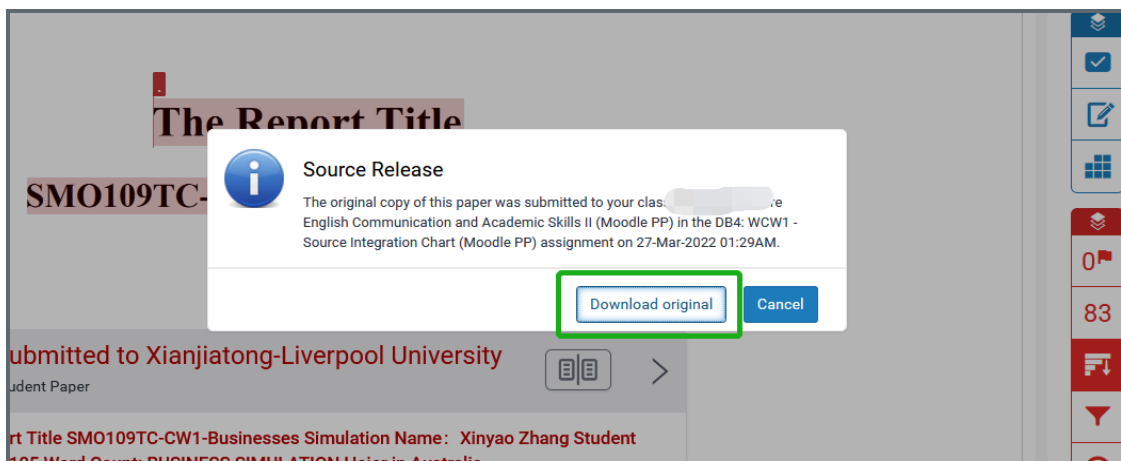 .
The Report Title
SMO109TC-
Source Release
The original copy of this paper was submitted to your
English Communication and Academic Skills II (Moodle PP) in the DB4: WCW1 -
Source Integration Chart (Moodle PP) assignment on 27-Mar-2022 01:29AM.
Download original
Cancel
0
83
ubmitted to Xianjiatong-Liverpool University
udent Paper
rt Title SMO109TC-CW1-Businesses Simulation Name: Xinyao Zhang Student